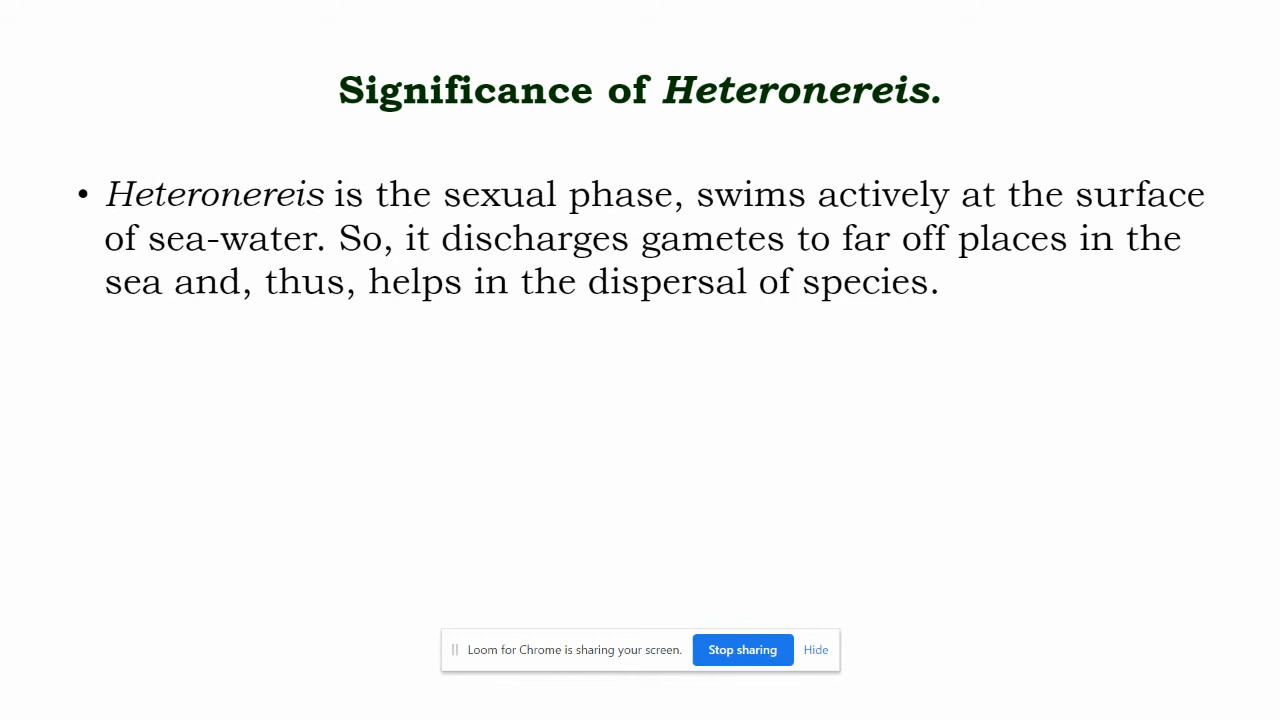 Significance of Heteronereis.
• Heteronereis is the sexual phase, swims actively at the surface
of sea-water. So, it discharges gametes to far off places in the
sea and, thus, helps in the dispersal of species.
Loom for Chrome is sharing your screen. Stop sharing Hide